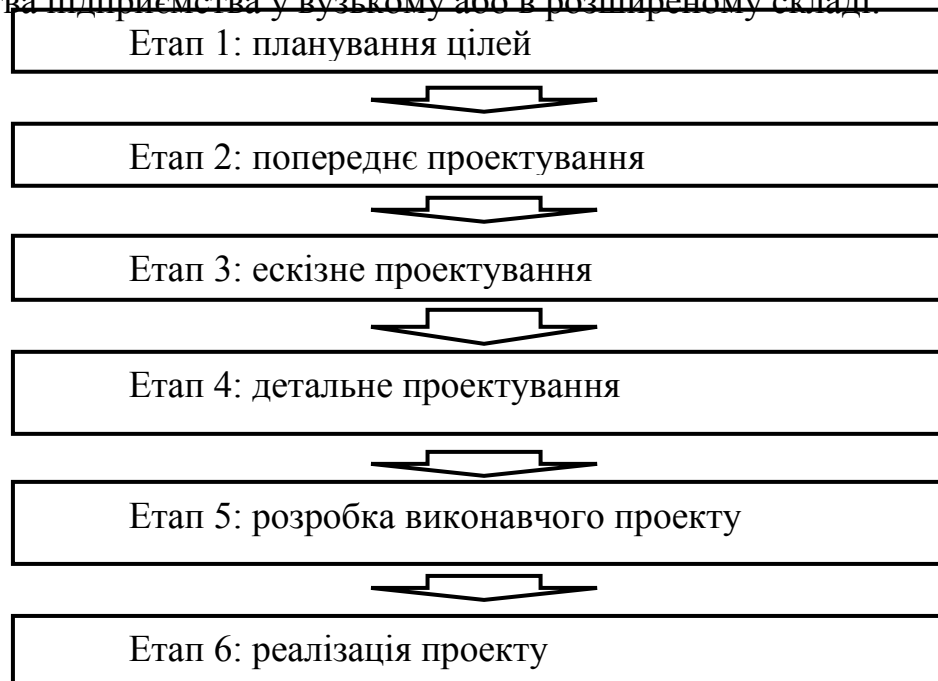 ва підприємства у вузькому або в розширеному складі.
Етап 1: планування цілей
Етап 2: попереднє проектування
Етап 3: ескізне проектування
Етап 4: детальне проектування
Етап 5: розробка виконавчого проекту
Етап 6: реалізація проекту